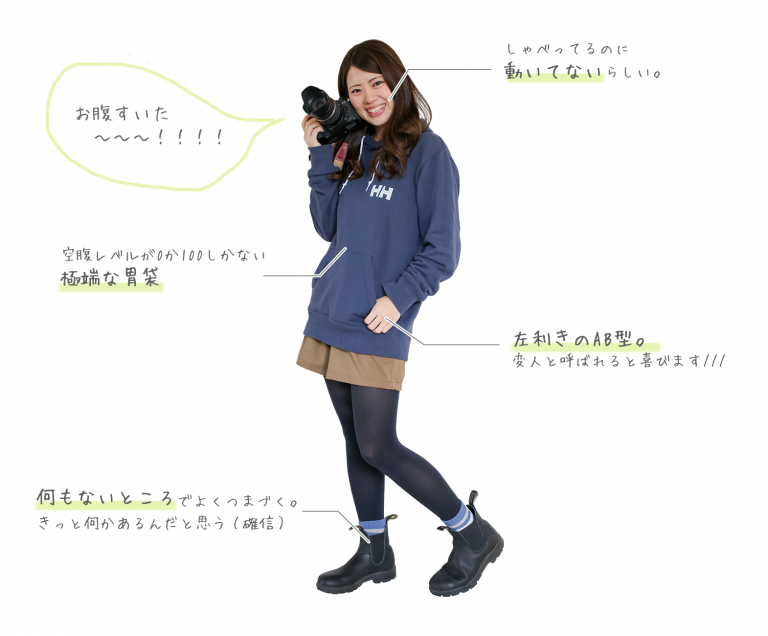 しゃべってるのに
動いてないらしい。
お腹すいた
〜〜〜！！！！
HH
空腹レベルが0か100しかない
極端な胃袋
左利きのAB型。
変人と呼ばれると喜びます///
何もないところでよくつまづく。
きっと何かあるんだと思う（確信）